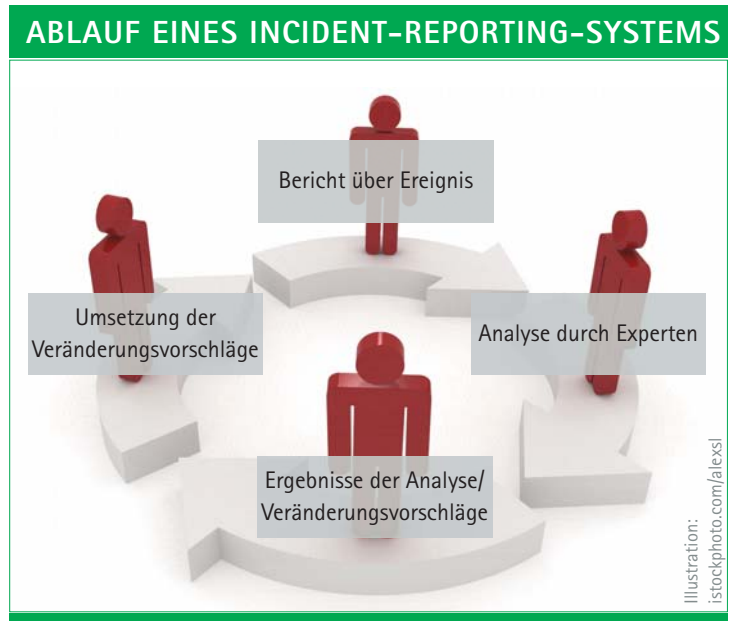 ABLAUF EINES INCIDENT-REPORTING-SYSTEMS
Bericht über Ereignis
Umsetzung der
Veränderungsvorschläge
Analyse durch Experten
Ergebnisse der Analyse/
Veränderungsvorschläge
Illustration:
istockphoto.com/alexsl